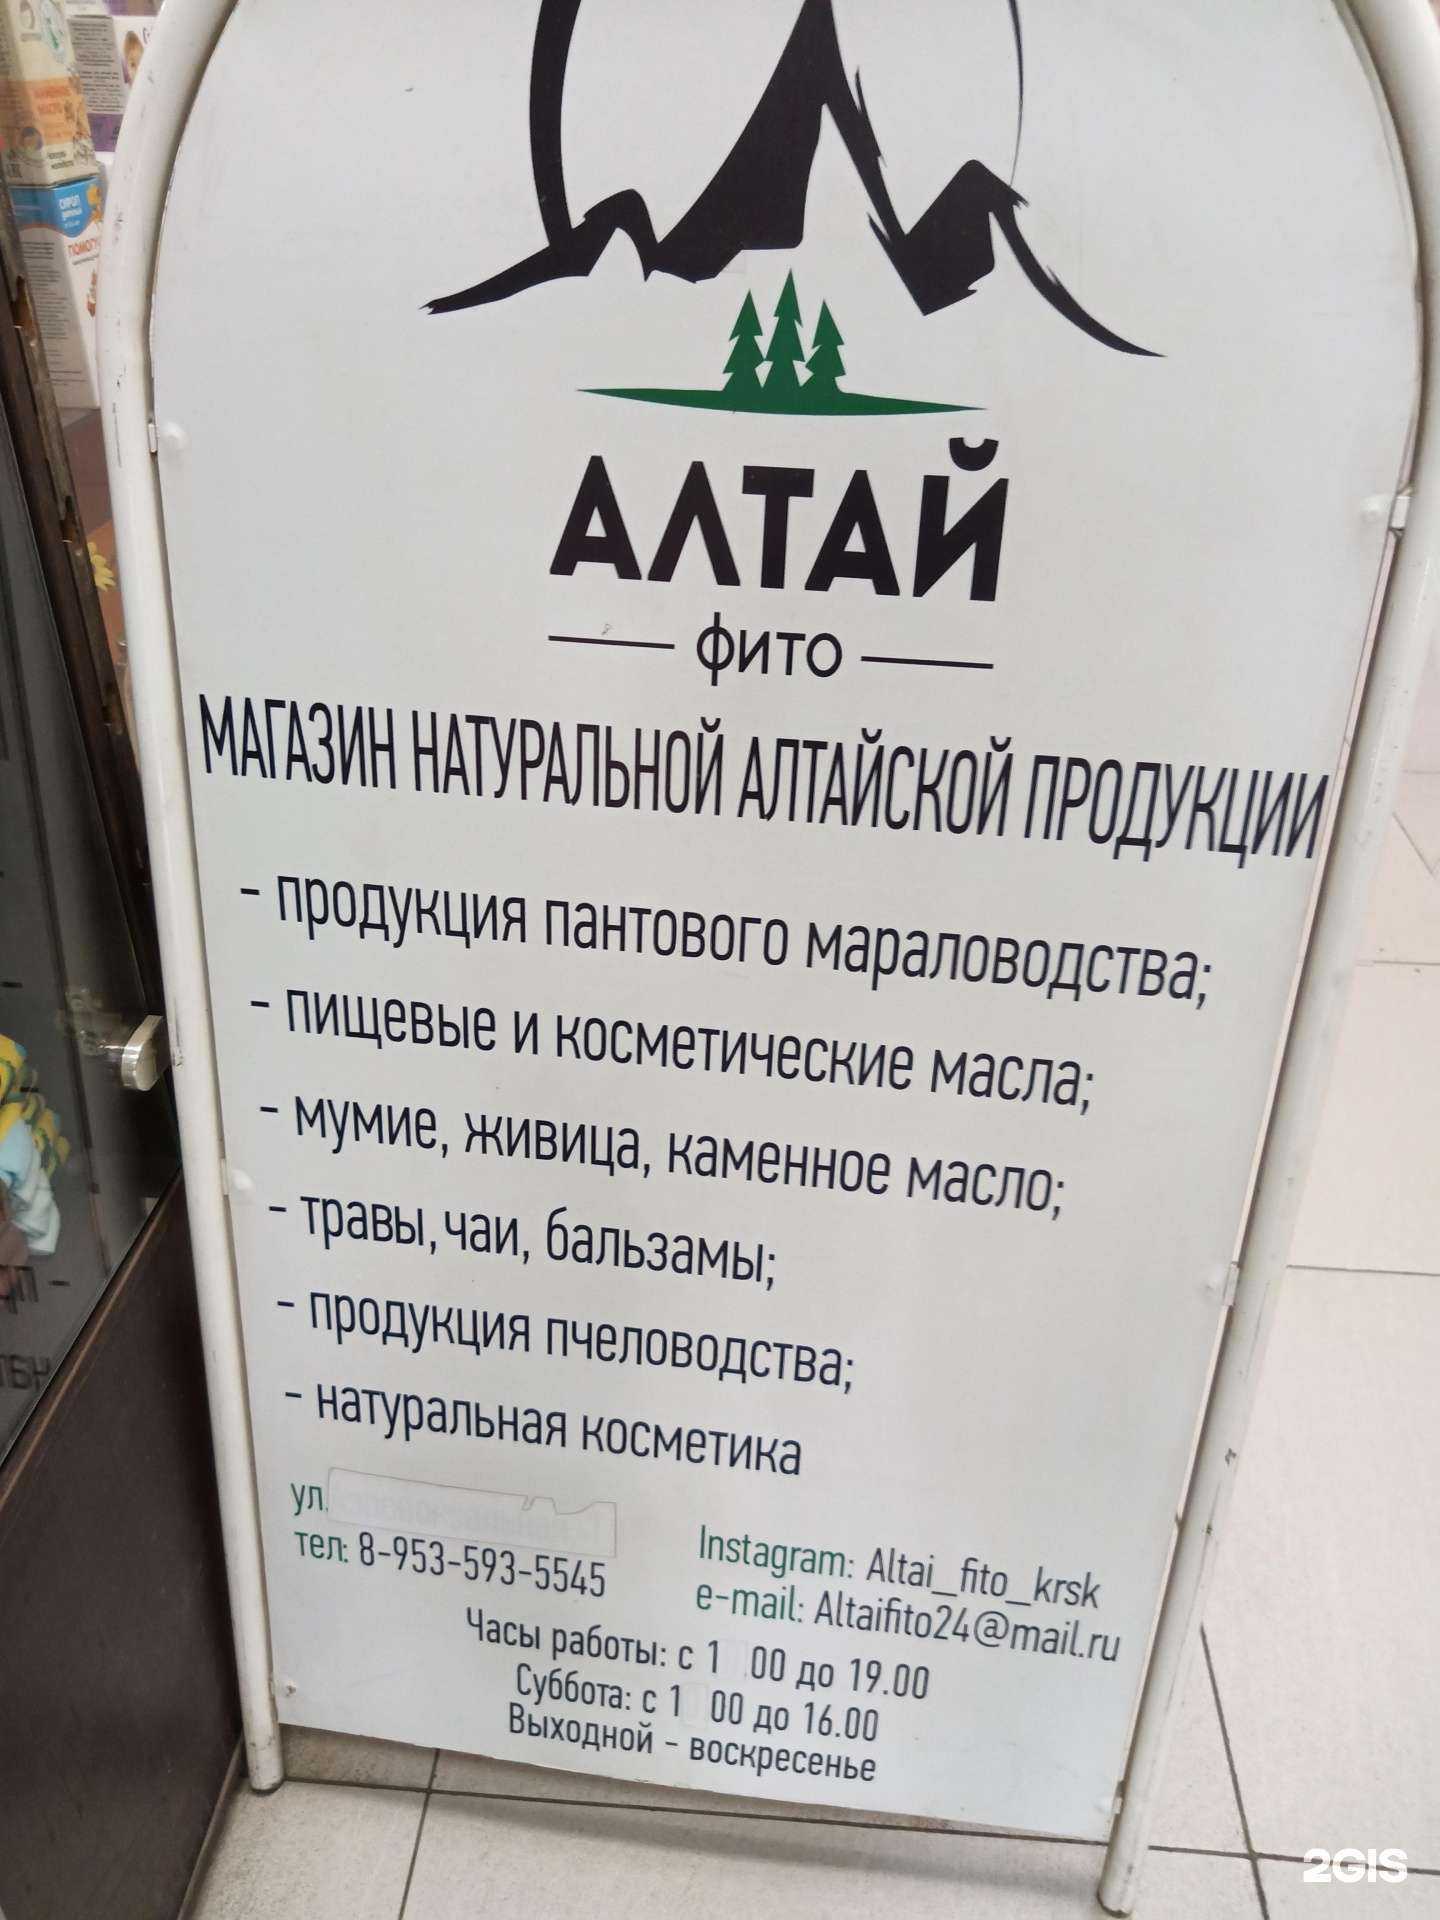 АЛТАЙ
фито
МАГАЗИН НАТУРАЛЬНОЙ АЛТАЙСКОЙ ПРОДУКЦИИ
- продукция пантового мараловодства;
- пищевые и косметические масла;
- мумие, живица, каменное масло;
- травы, чаи, бальзамы;
- продукция пчеловодства;
- натуральная косметика
ул.
тел: 8-953-593-5545
Instagram: Altai_fito_krsk
e-mail: Altaifito24@mail.ru
Часы работы: с 1 .00 до 19.00
Суббота: с 1 00 до 16.00
Выходной - воскресенье
СИРОП
2GIS